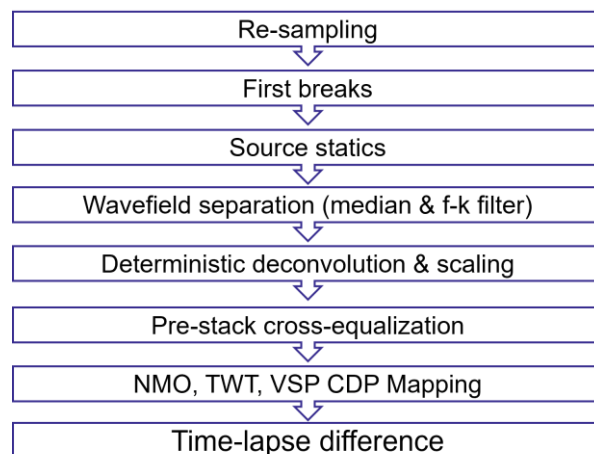 Re-sampling
First breaks
Source statics
Wavefield separation (median & f-k filter)
Deterministic deconvolution & scaling
Pre-stack cross-equalization
NMO, TWT, VSP CDP Mapping
Time-lapse difference